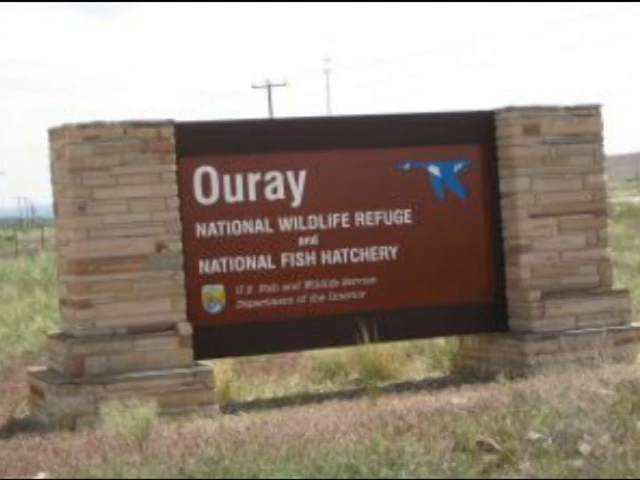 Ouray
NATIONAL WILDLIFE REFUGE
and
NATIONAL FISH HATCHERY
U.S. Fish and Wildlife Service
Department of the Interior